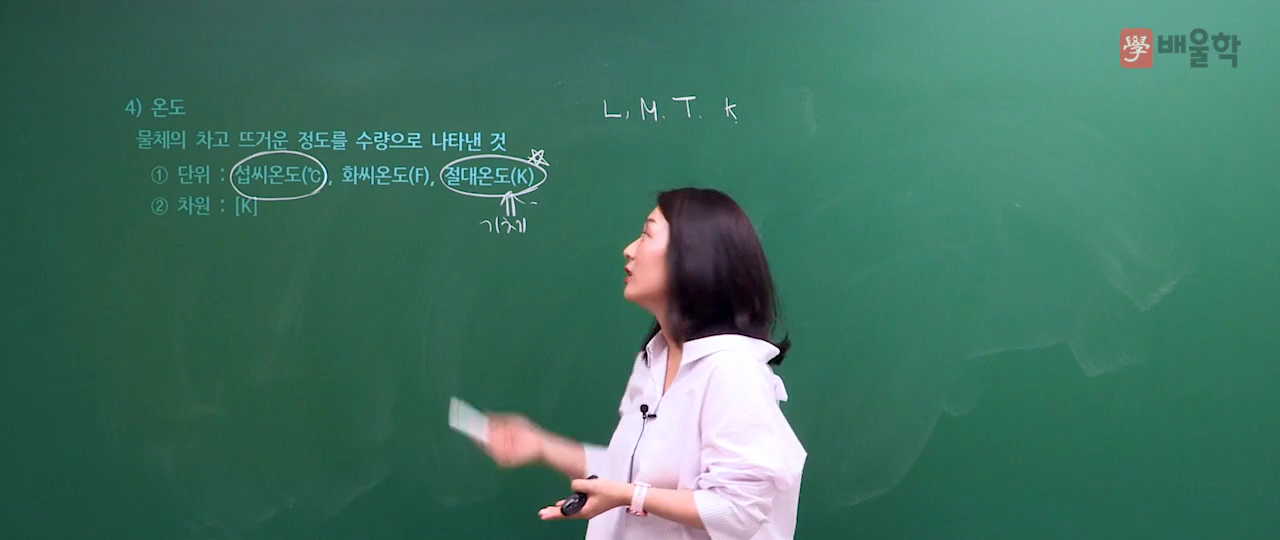 學 배울학
4) 온도
L, M. T. K
물체의 차고 뜨거운 정도를 수량으로 나타낸 것
① 단위 : 섭씨온도(℃), 화씨온도(F), 절대온도(K)
② 차원 : [K]
기체